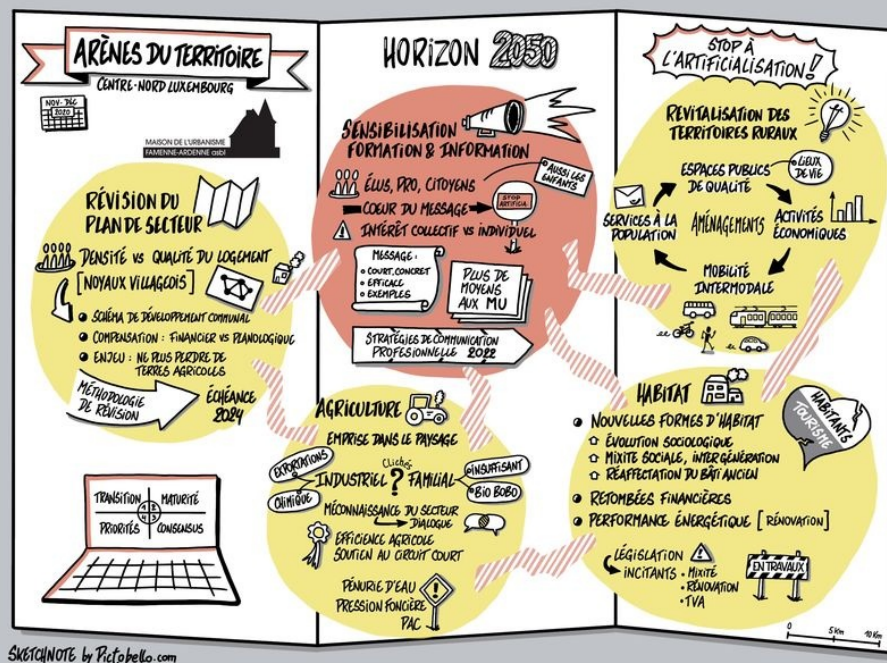 ARÈNES DU TERRITOIRE
CENTRE-NORD LUXEMBOURG
NOV-DÉC
2020
MAISON DE L'URBANISME
FAMENNE-ARDENNE asbl
RÉVISION DU
PLAN DE SECTEUR
DENSITÉ VS QUALITÉ DU LOGEMENT
[NOYAUX VILLAGEOIS]
SCHÉMA DE DÉVELOPPEMENT COMMUNAL
COMPENSATION : FINANCIER VS PLANOLOGIQUE
ENJEU : NE PLUS PERDRE DE
TERRES AGRICOLES
MÉTHODOLOGIE
DE RÉVISION
ÉCHÉANCE
2024
TRANSITION
MATURITÉ
PRIORITÉS
CONSENSUS
SKETCHNOTE by Pictobello.com
HORIZON 2050
SENSIBILISATION
FORMATION & INFORMATION
ÉLUS, PRO, CITOYENS
AUSSI LES
ENFANTS
COEUR DU MESSAGE
STOP
ARTIFICIA.
INTÉRÊT COLLECTIF VS INDIVIDUEL
MESSAGE :
COURT, CONCRET
EFFICACE
EXEMPLES
PLUS DE
MOYENS
AUX MU
STRATÉGIES DE COMMUNICATION
PROFESIONNELLE 2022
AGRICULTURE
EMPRISE DANS LE PAYSAGE
EXPORTATIONS
CHIMIQUE
INDUSTRIEL
Clichés
?
FAMILIAL
INSUFFISANT
BIO BOBO
MÉCONNAISSANCE DU SECTEUR
DIALOGUE
EFFICIENCE AGRICOLE
SOUTIEN AU CIRCUIT COURT
PÉNURIE D'EAU
PRESSION FONCIÈRE
PAC
STOP À
L'ARTIFICIALISATION !
REVITALISATION DES
TERRITOIRES RURAUX
ESPACES PUBLICS
DE QUALITÉ
LIEUX
DE VIE
SERVICES À LA
POPULATION
AMÉNAGEMENTS
ACTIVITÉS
ÉCONOMIQUES
MOBILITÉ
INTERMODALE
HABITAT
NOUVELLES FORMES D'HABITAT
ÉVOLUTION SOCIOLOGIQUE
MIXITÉ SOCIALE, INTERGÉNÉRATION
RÉAFFECTATION DU BÂTI ANCIEN
HABITANTS
TOURISME
RETOMBÉES FINANCIÈRES
PERFORMANCE ÉNERGÉTIQUE [RÉNOVATION]
LÉGISLATION
INCITANTS
MIXITÉ
RÉNOVATION
TVA
EN TRAVAUX
0 5 Km 10 Km